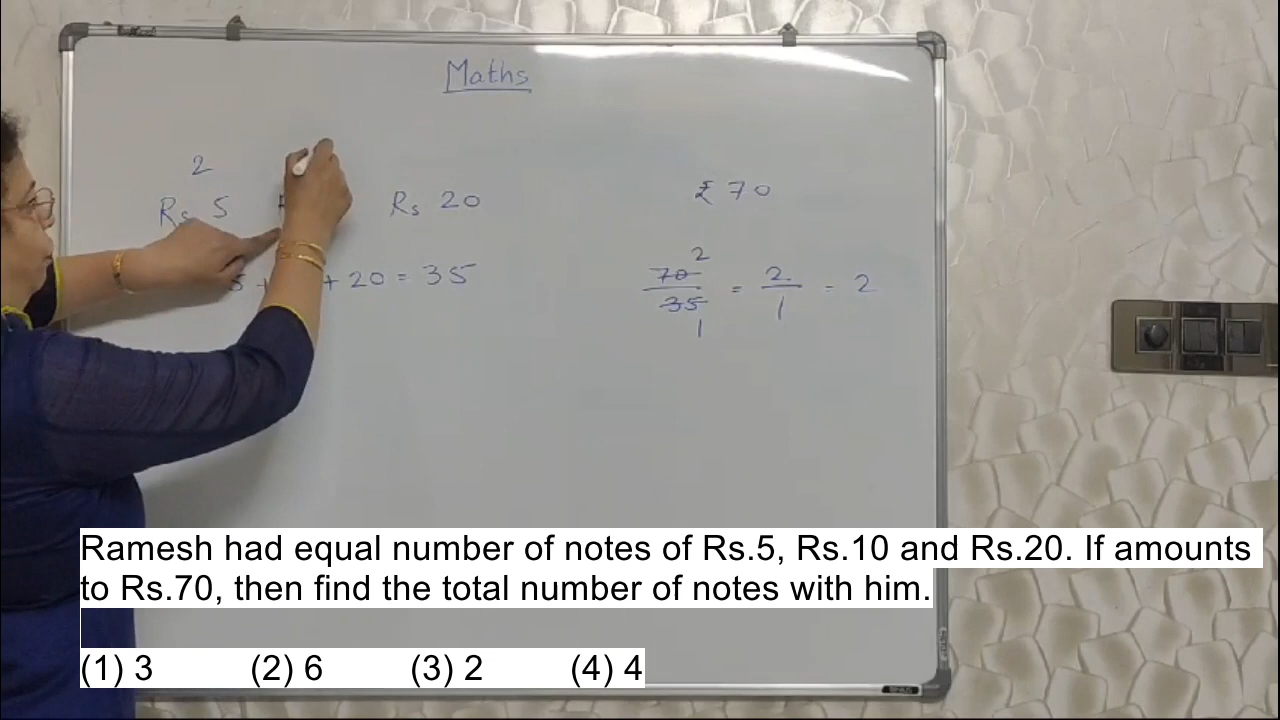 Maths
2
Rs 5 Rs 20 ₹ 70
5 + + 20 = 35
70 2 / 35 1 = 2 / 1 = 2
Ramesh had equal number of notes of Rs.5, Rs.10 and Rs.20. If amounts
to Rs.70, then find the total number of notes with him.
(1) 3 (2) 6 (3) 2 (4) 4